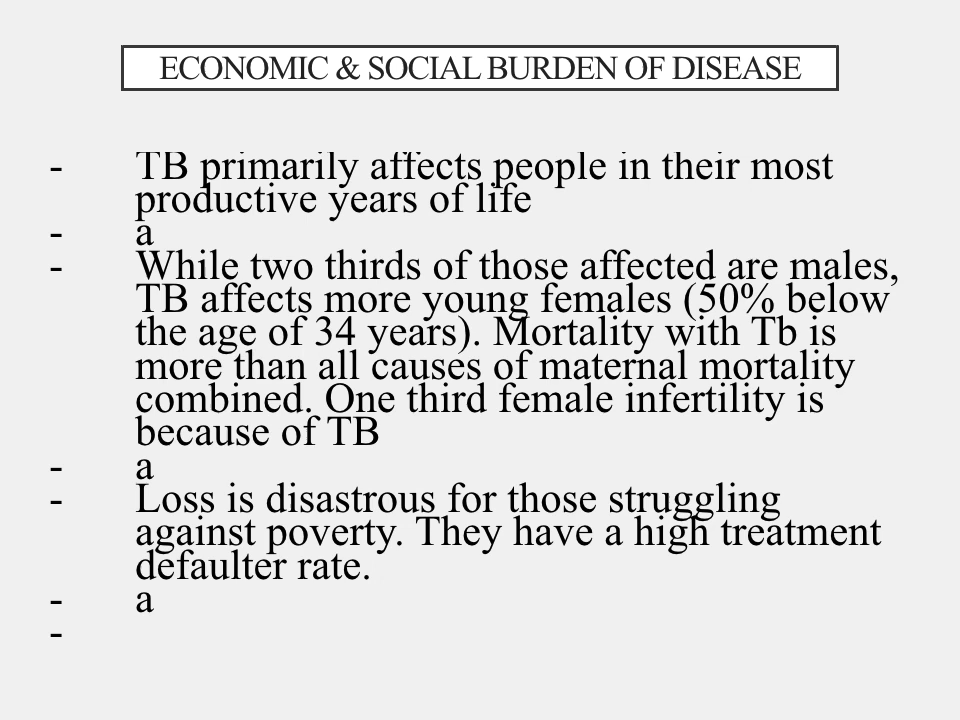 ECONOMIC & SOCIAL BURDEN OF DISEASE
- TB primarily affects people in their most
productive years of life
- a
- While two thirds of those affected are males,
TB affects more young females (50% below
the age of 34 years). Mortality with Tb is
more than all causes of maternal mortality
combined. One third female infertility is
because of TB
- a
- Loss is disastrous for those struggling
against poverty. They have a high treatment
defaulter rate.
- a
-